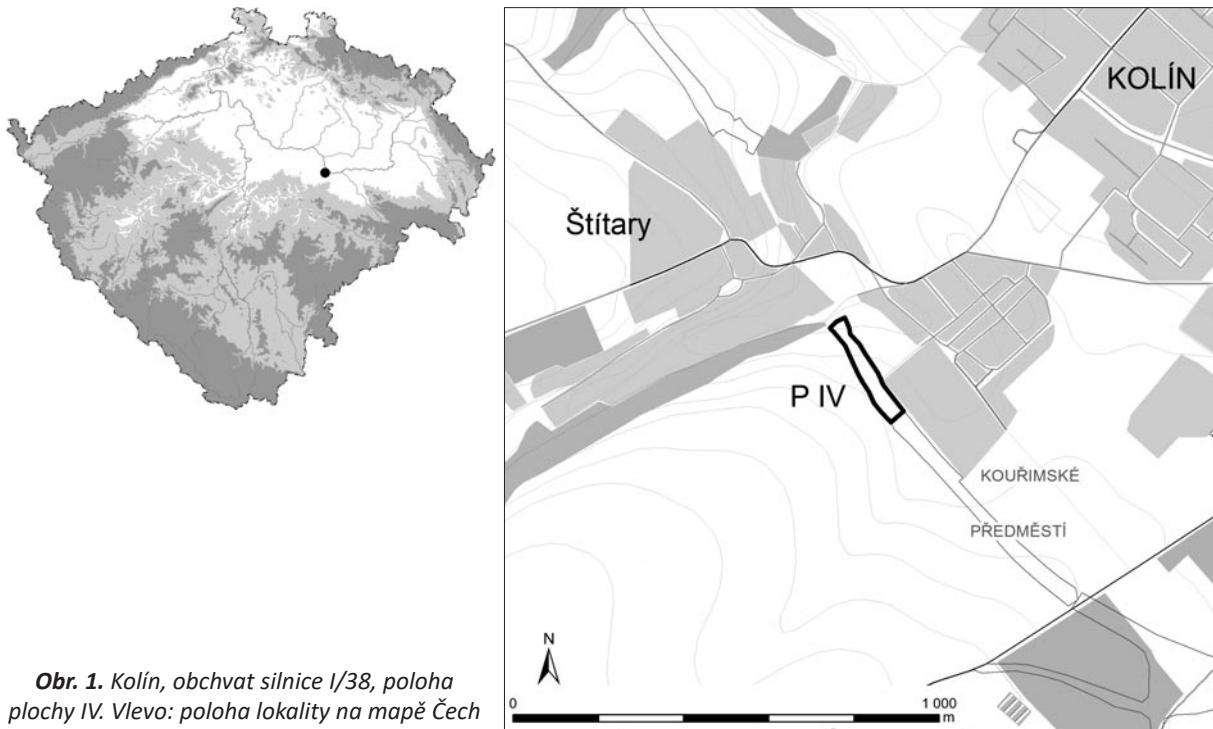 KOLÍN
Štítary
P IV
KOUŘIMSKÉ
PŘEDMĚSTÍ
N
0 1 000
m
Obr. 1. Kolín, obchvat silnice I/38, poloha
plochy IV. Vlevo: poloha lokality na mapě Čech